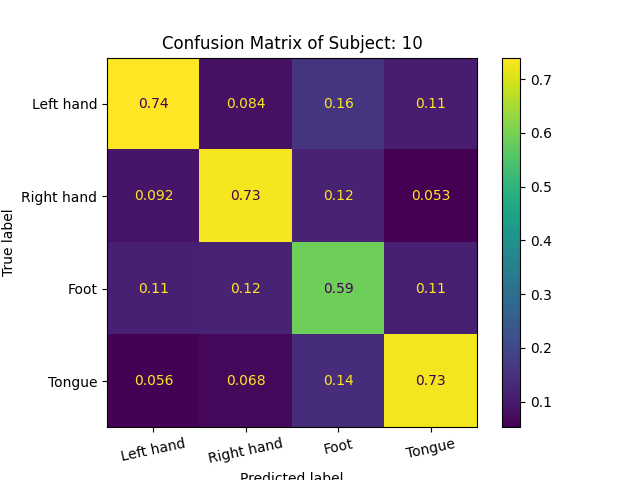 Confusion Matrix of Subject: 10
True label
Left hand 0.74 0.084 0.16 0.11
Right hand 0.092 0.73 0.12 0.053
Foot 0.11 0.12 0.59 0.11
Tongue 0.056 0.068 0.14 0.73
Left hand Right hand Foot Tongue
Predicted label
0.7
0.6
0.5
0.4
0.3
0.2
0.1